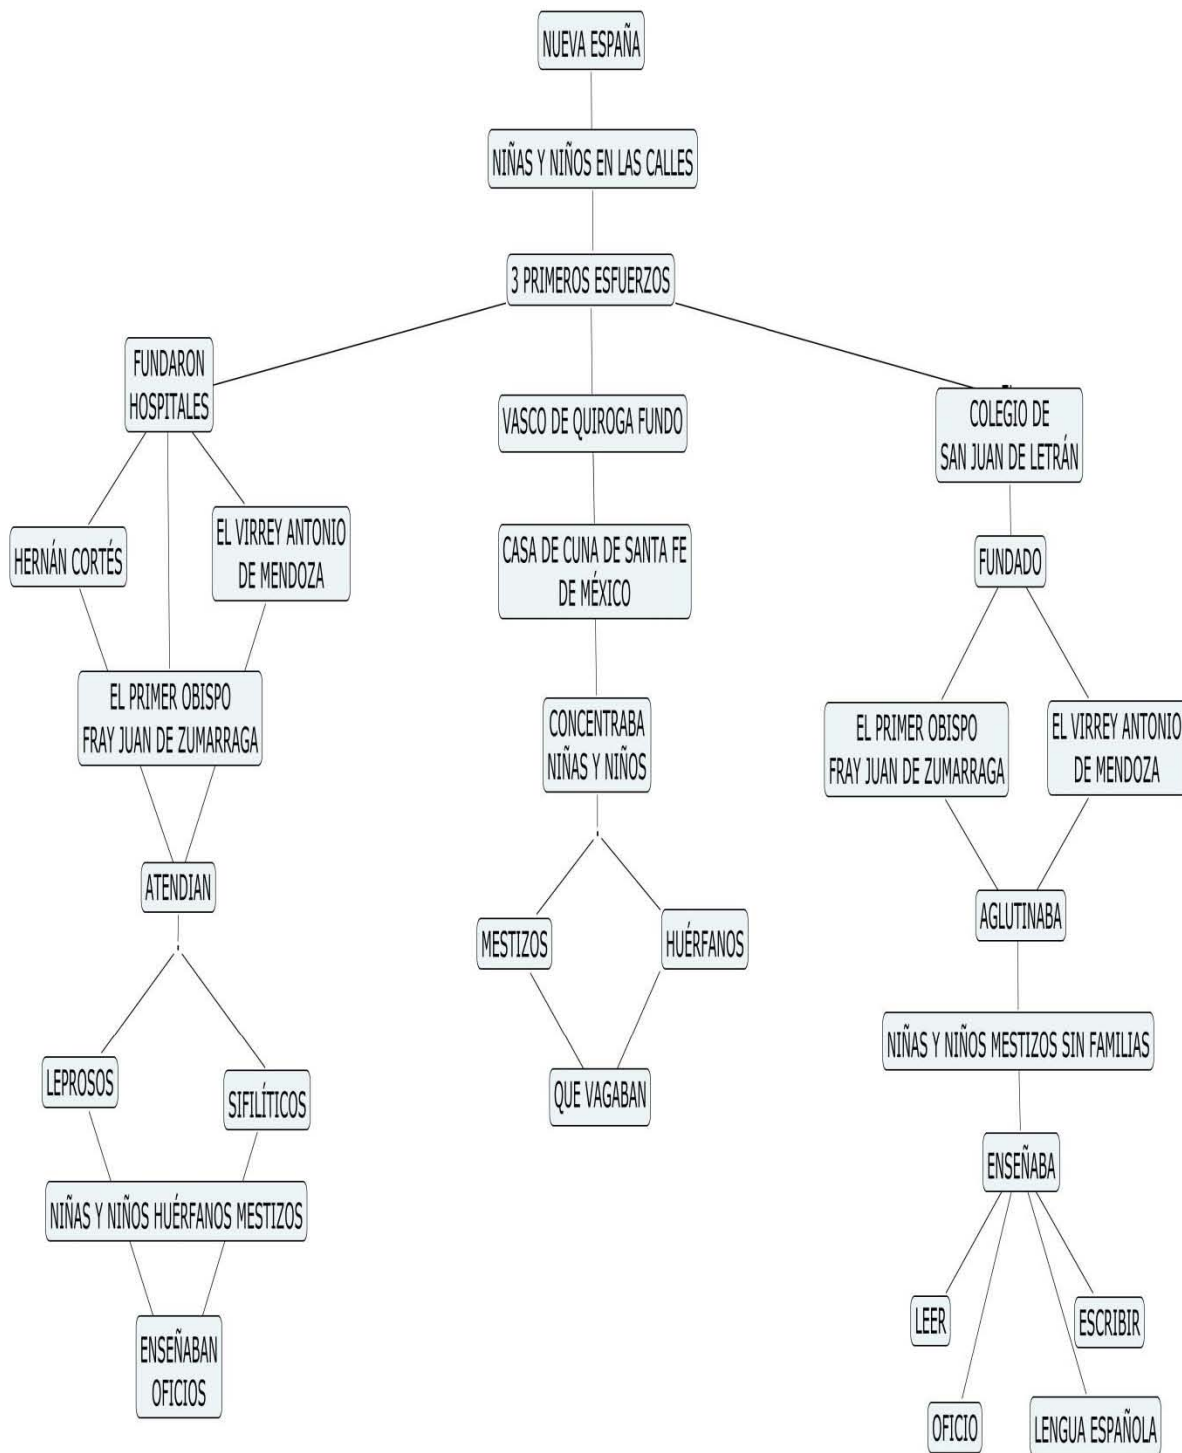 NUEVA ESPAÑA
NIÑAS Y NIÑOS EN LAS CALLES
3 PRIMEROS ESFUERZOS
FUNDARON
HOSPITALES
HERNÁN CORTÉS
EL VIRREY ANTONIO
DE MENDOZA
EL PRIMER OBISPO
FRAY JUAN DE ZUMARRAGA
ATENDIAN
LEPROSOS
SIFILÍTICOS
NIÑAS Y NIÑOS HUÉRFANOS MESTIZOS
ENSEÑABAN
OFICIOS
VASCO DE QUIROGA FUNDO
CASA DE CUNA DE SANTA FE
DE MÉXICO
CONCENTRABA
NIÑAS Y NIÑOS
MESTIZOS
HUÉRFANOS
QUE VAGABAN
COLEGIO DE
SAN JUAN DE LETRÁN
FUNDADO
EL PRIMER OBISPO
FRAY JUAN DE ZUMARRAGA
EL VIRREY ANTONIO
DE MENDOZA
AGLUTINABA
NIÑAS Y NIÑOS MESTIZOS SIN FAMILIAS
ENSEÑABA
LEER
ESCRIBIR
OFICIO
LENGUA ESPAÑOLA